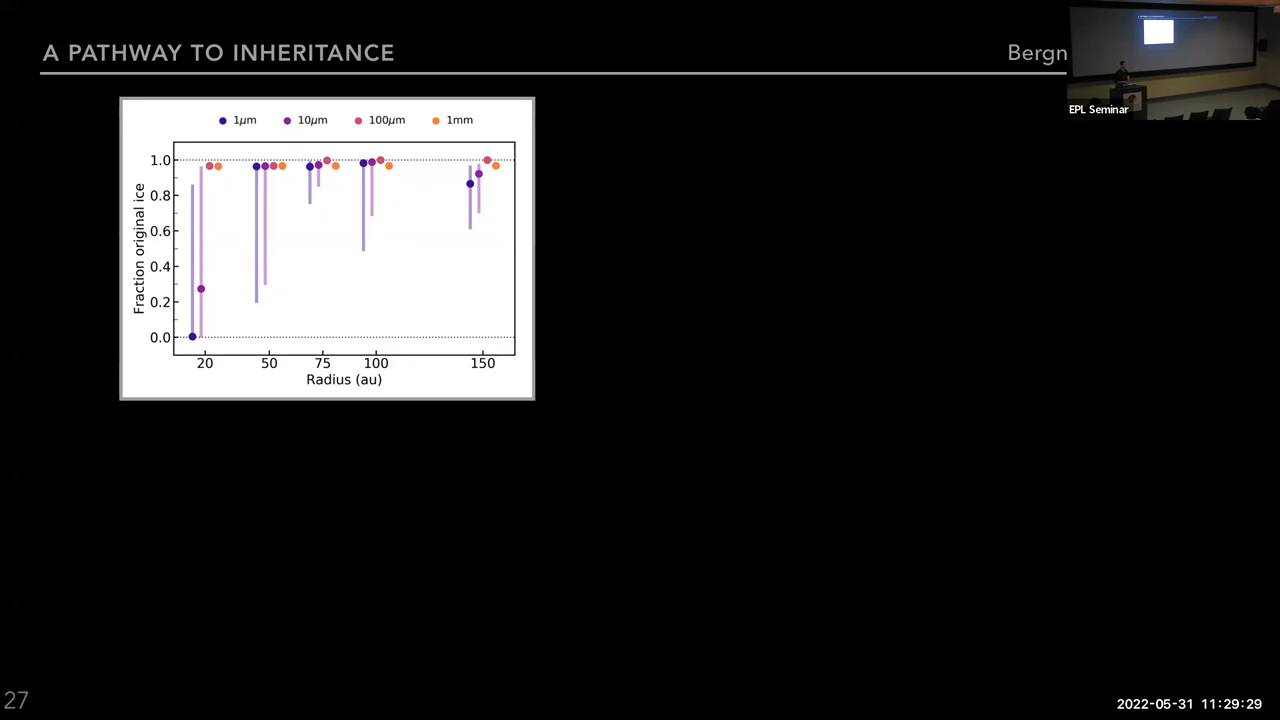 A PATHWAY TO INHERITANCE
Bergn
EPL Seminar
1μm 10μm 100μm 1mm
1.0
0.8
0.6
0.4
0.2
0.0
Fraction original ice
20 50 75 100 150
Radius (au)
27
2022-05-31 11:29:29